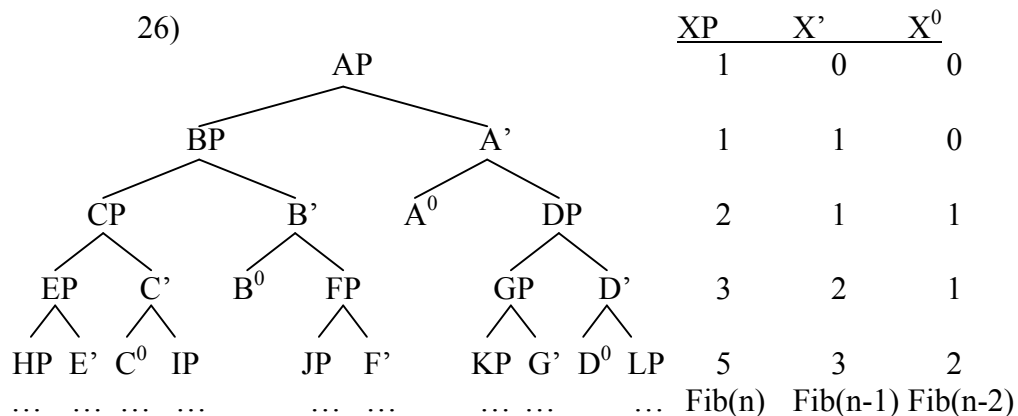 26) XP X’ X⁰
AP 1 0 0
BP A’ 1 1 0
CP B’ A⁰ DP 2 1 1
EP C’ B⁰ FP GP D’ 3 2 1
HP E’ C⁰ IP JP F’ KP G’ D⁰ LP 5 3 2
… … … … … … … … … Fib(n) Fib(n-1) Fib(n-2)